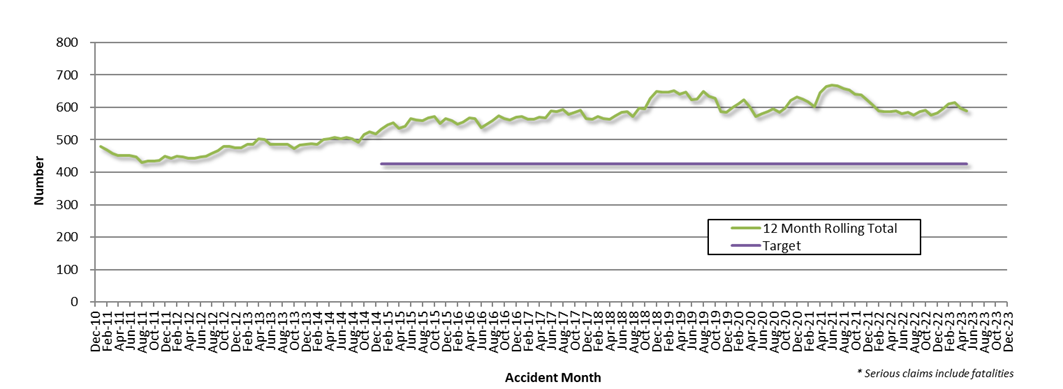 800
700
600
500
400
300
200
100
0
Number
12 Month Rolling Total
Target
Dec-10
Feb-11
Apr-11
Jun-11
Aug-11
Oct-11
Dec-11
Feb-12
Apr-12
Jun-12
Aug-12
Oct-12
Dec-12
Feb-13
Apr-13
Jun-13
Aug-13
Oct-13
Dec-13
Feb-14
Apr-14
Jun-14
Aug-14
Oct-14
Dec-14
Feb-15
Apr-15
Jun-15
Aug-15
Oct-15
Dec-15
Feb-16
Apr-16
Jun-16
Aug-16
Oct-16
Dec-16
Feb-17
Apr-17
Jun-17
Aug-17
Oct-17
Dec-17
Feb-18
Apr-18
Jun-18
Aug-18
Oct-18
Dec-18
Feb-19
Apr-19
Jun-19
Aug-19
Oct-19
Dec-19
Feb-20
Apr-20
Jun-20
Aug-20
Oct-20
Dec-20
Feb-21
Apr-21
Jun-21
Aug-21
Oct-21
Dec-21
Feb-22
Apr-22
Jun-22
Aug-22
Oct-22
Dec-22
Feb-23
Apr-23
Jun-23
Aug-23
Oct-23
Dec-23
Accident Month
* Serious claims include fatalities